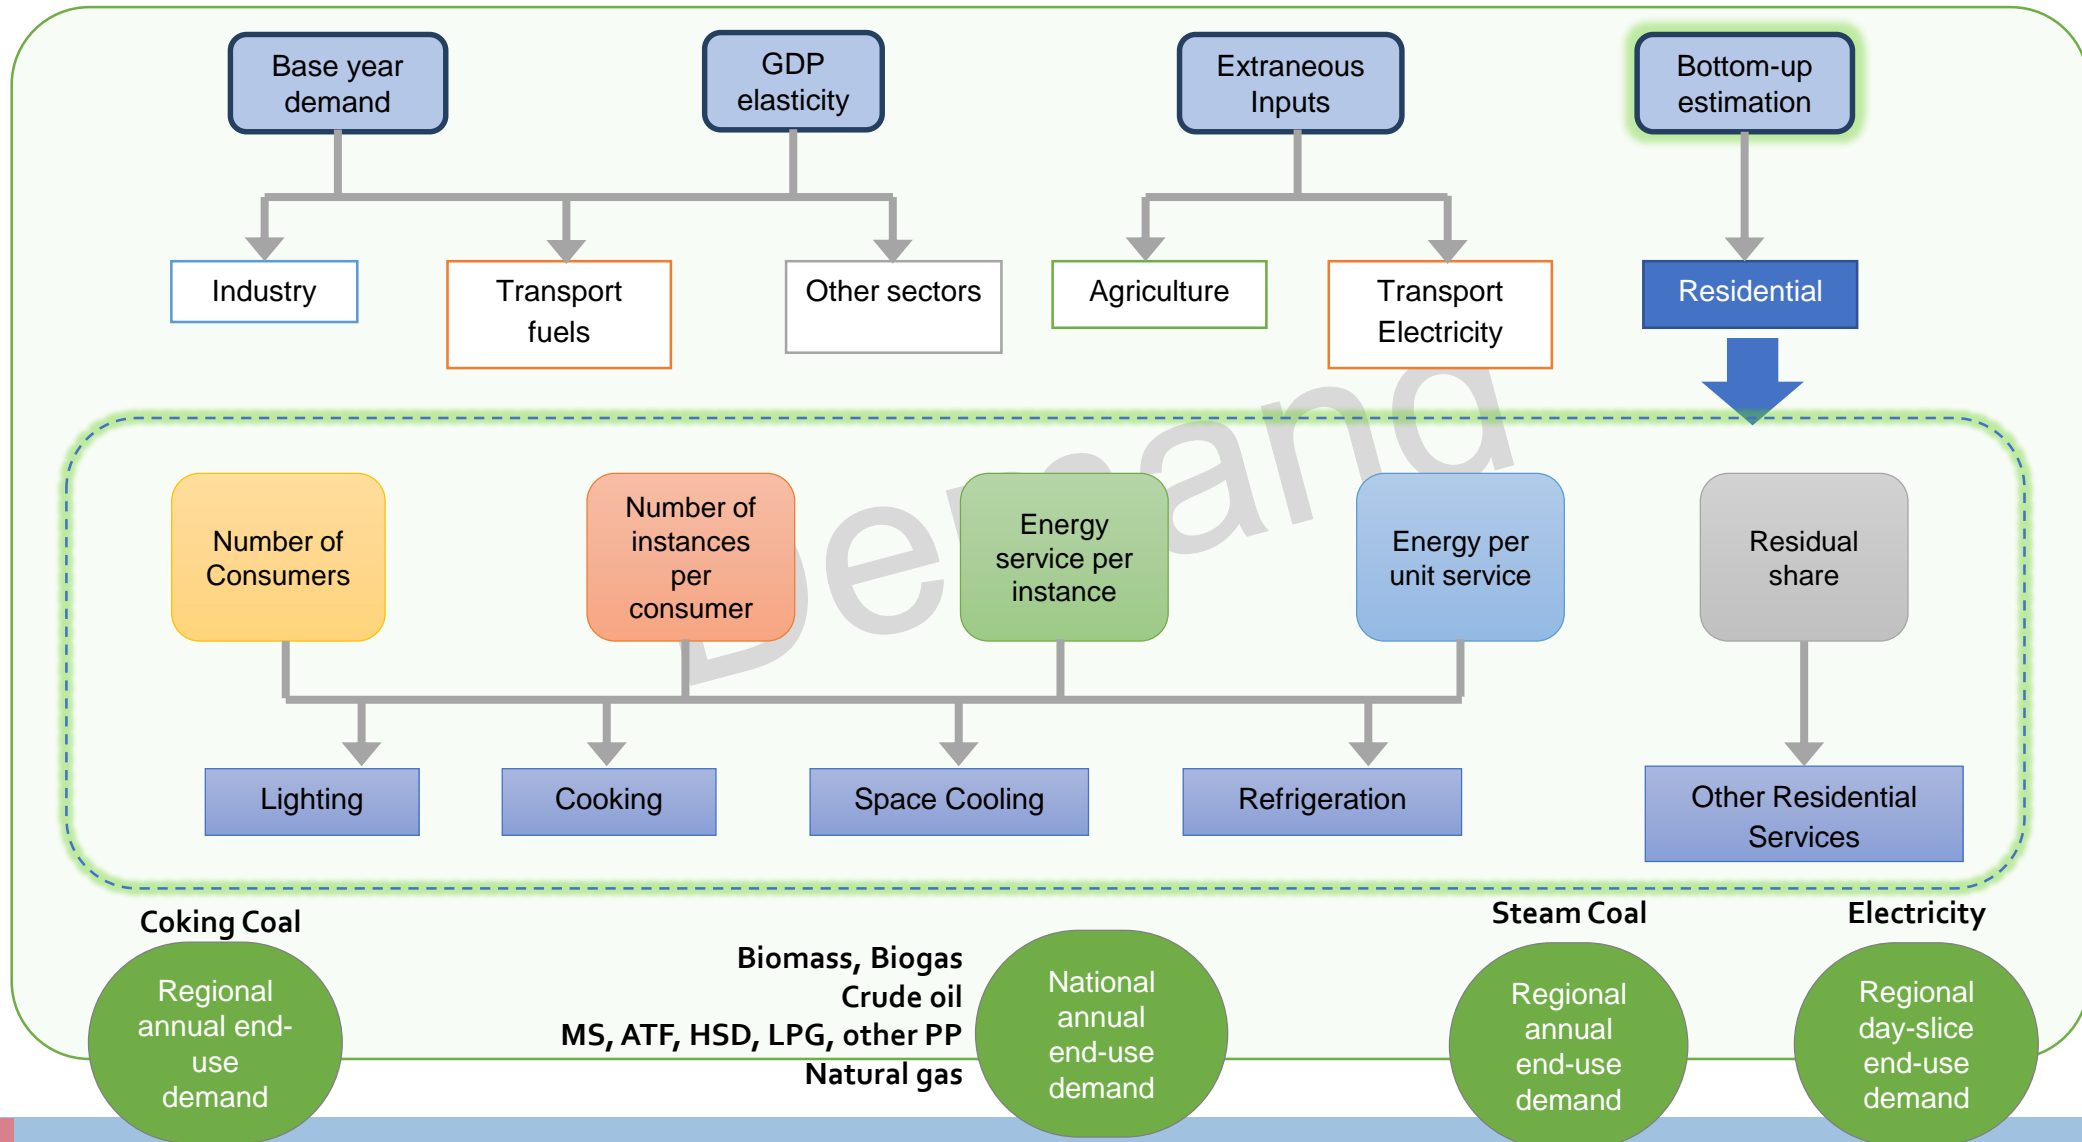 Base year
demand
GDP
elasticity
Extraneous
Inputs
Bottom-up
estimation
Industry
Transport
fuels
Other sectors
Agriculture
Transport
Electricity
Residential
Demand
Number of
Consumers
Number of
instances
per
consumer
Energy
service per
instance
Energy per
unit service
Residual
share
Lighting
Cooking
Space Cooling
Refrigeration
Other Residential
Services
Coking Coal
Regional
annual end-
use
demand
Biomass, Biogas
Crude oil
MS, ATF, HSD, LPG, other PP
Natural gas
National
annual
end-use
demand
Steam Coal
Regional
annual
end-use
demand
Electricity
Regional
day-slice
end-use
demand